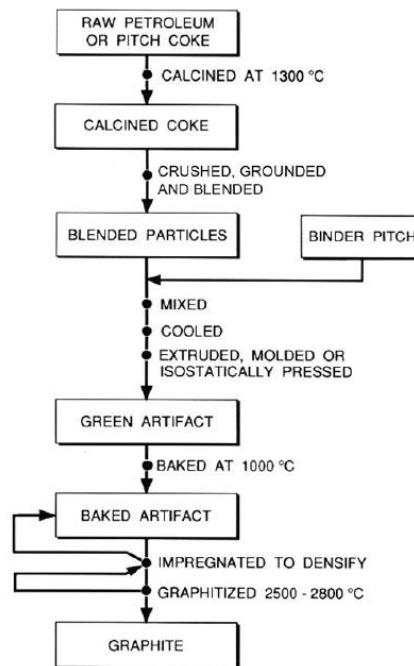 RAW PETROLEUM
OR PITCH COKE
CALCINED AT 1300 °C
CALCINED COKE
CRUSHED, GROUNDED
AND BLENDED
BLENDED PARTICLES
BINDER PITCH
MIXED
COOLED
EXTRUDED, MOLDED OR
ISOSTATICALLY PRESSED
GREEN ARTIFACT
BAKED AT 1000 °C
BAKED ARTIFACT
IMPREGNATED TO DENSIFY
GRAPHITIZED 2500 - 2800 °C
GRAPHITE